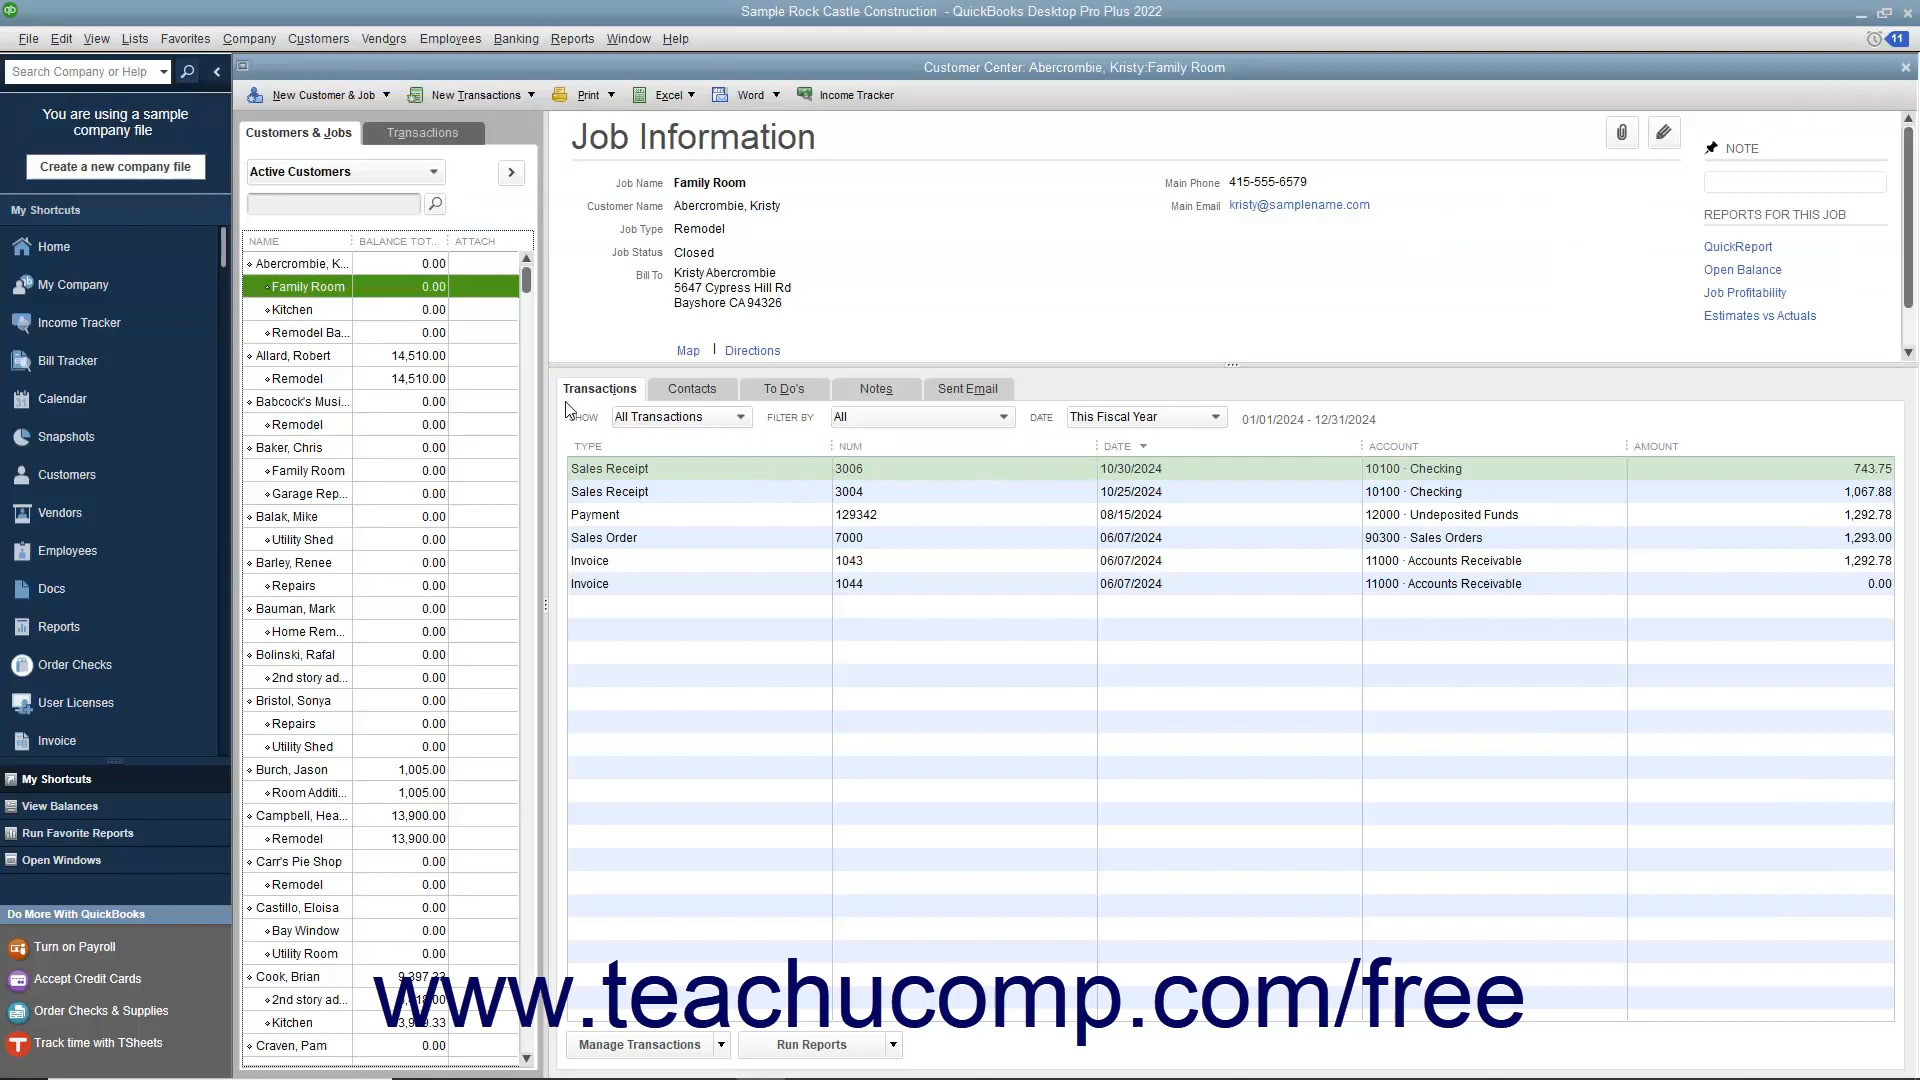 Sample Rock Castle Construction - QuickBooks Desktop Pro Plus 2022
File Edit View Lists Favorites Company Customers Vendors Employees Banking Reports Window Help
11
Search Company or Help
Customer Center: Abercrombie, Kristy:Family Room
You are using a sample
company file
Create a new company file
My Shortcuts
Home
My Company
Income Tracker
Bill Tracker
Calendar
Snapshots
Customers
Vendors
Employees
Docs
Reports
Order Checks
User Licenses
Invoice
My Shortcuts
View Balances
Run Favorite Reports
Open Windows
Do More With QuickBooks
Turn on Payroll
Accept Credit Cards
Order Checks & Supplies
Track time with TSheets
New Customer & Job New Transactions Print Excel Word Income Tracker
Customers & Jobs Transactions
Active Customers
NAME BALANCE TOT... ATTACH
Abercrombie, K... 0.00
Family Room 0.00
Kitchen 0.00
Remodel Ba... 0.00
Allard, Robert 14,510.00
Remodel 14,510.00
Babcock's Musi... 0.00
Remodel 0.00
Baker, Chris 0.00
Family Room 0.00
Garage Rep... 0.00
Balak, Mike 0.00
Utility Shed 0.00
Barley, Renee 0.00
Repairs 0.00
Bauman, Mark 0.00
Home Rem... 0.00
Bolinski, Rafal 0.00
2nd story ad... 0.00
Bristol, Sonya 0.00
Repairs 0.00
Utility Shed 0.00
Burch, Jason 1,005.00
Room Additi... 1,005.00
Campbell, Hea... 13,900.00
Remodel 13,900.00
Carr's Pie Shop 0.00
Remodel 0.00
Castillo, Eloisa 0.00
Bay Window 0.00
Utility Room 0.00
Cook, Brian
2nd story ad...
Kitchen
Craven, Pam 0.00
Job Information
Job Name Family Room
Customer Name Abercrombie, Kristy
Job Type Remodel
Job Status Closed
Bill To Kristy Abercrombie
5647 Cypress Hill Rd
Bayshore CA 94326
Map Directions
Main Phone 415-555-6579
Main Email kristy@samplename.com
NOTE
REPORTS FOR THIS JOB
QuickReport
Open Balance
Job Profitability
Estimates vs Actuals
Transactions Contacts To Do's Notes Sent Email
SHOW All Transactions FILTER BY All DATE This Fiscal Year 01/01/2024 - 12/31/2024
TYPE NUM DATE ACCOUNT AMOUNT
Sales Receipt 3006 10/30/2024 10100 · Checking 743.75
Sales Receipt 3004 10/25/2024 10100 · Checking 1,067.88
Payment 129342 08/15/2024 12000 · Undeposited Funds 1,292.78
Sales Order 7000 06/07/2024 90300 · Sales Orders 1,293.00
Invoice 1043 06/07/2024 11000 · Accounts Receivable 1,292.78
Invoice 1044 06/07/2024 11000 · Accounts Receivable 0.00
www.teachucomp.com/free
Manage Transactions Run Reports